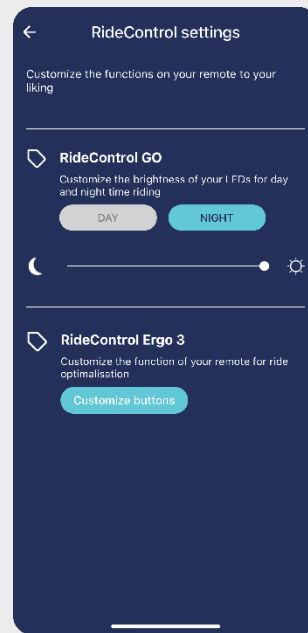 RideControl settings
Customize the functions on your remote to your
liking
RideControl GO
Customize the brightness of your LEDs for day
and night time riding
DAY
NIGHT
RideControl Ergo 3
Customize the function of your remote for ride
optimalisation
Customize buttons